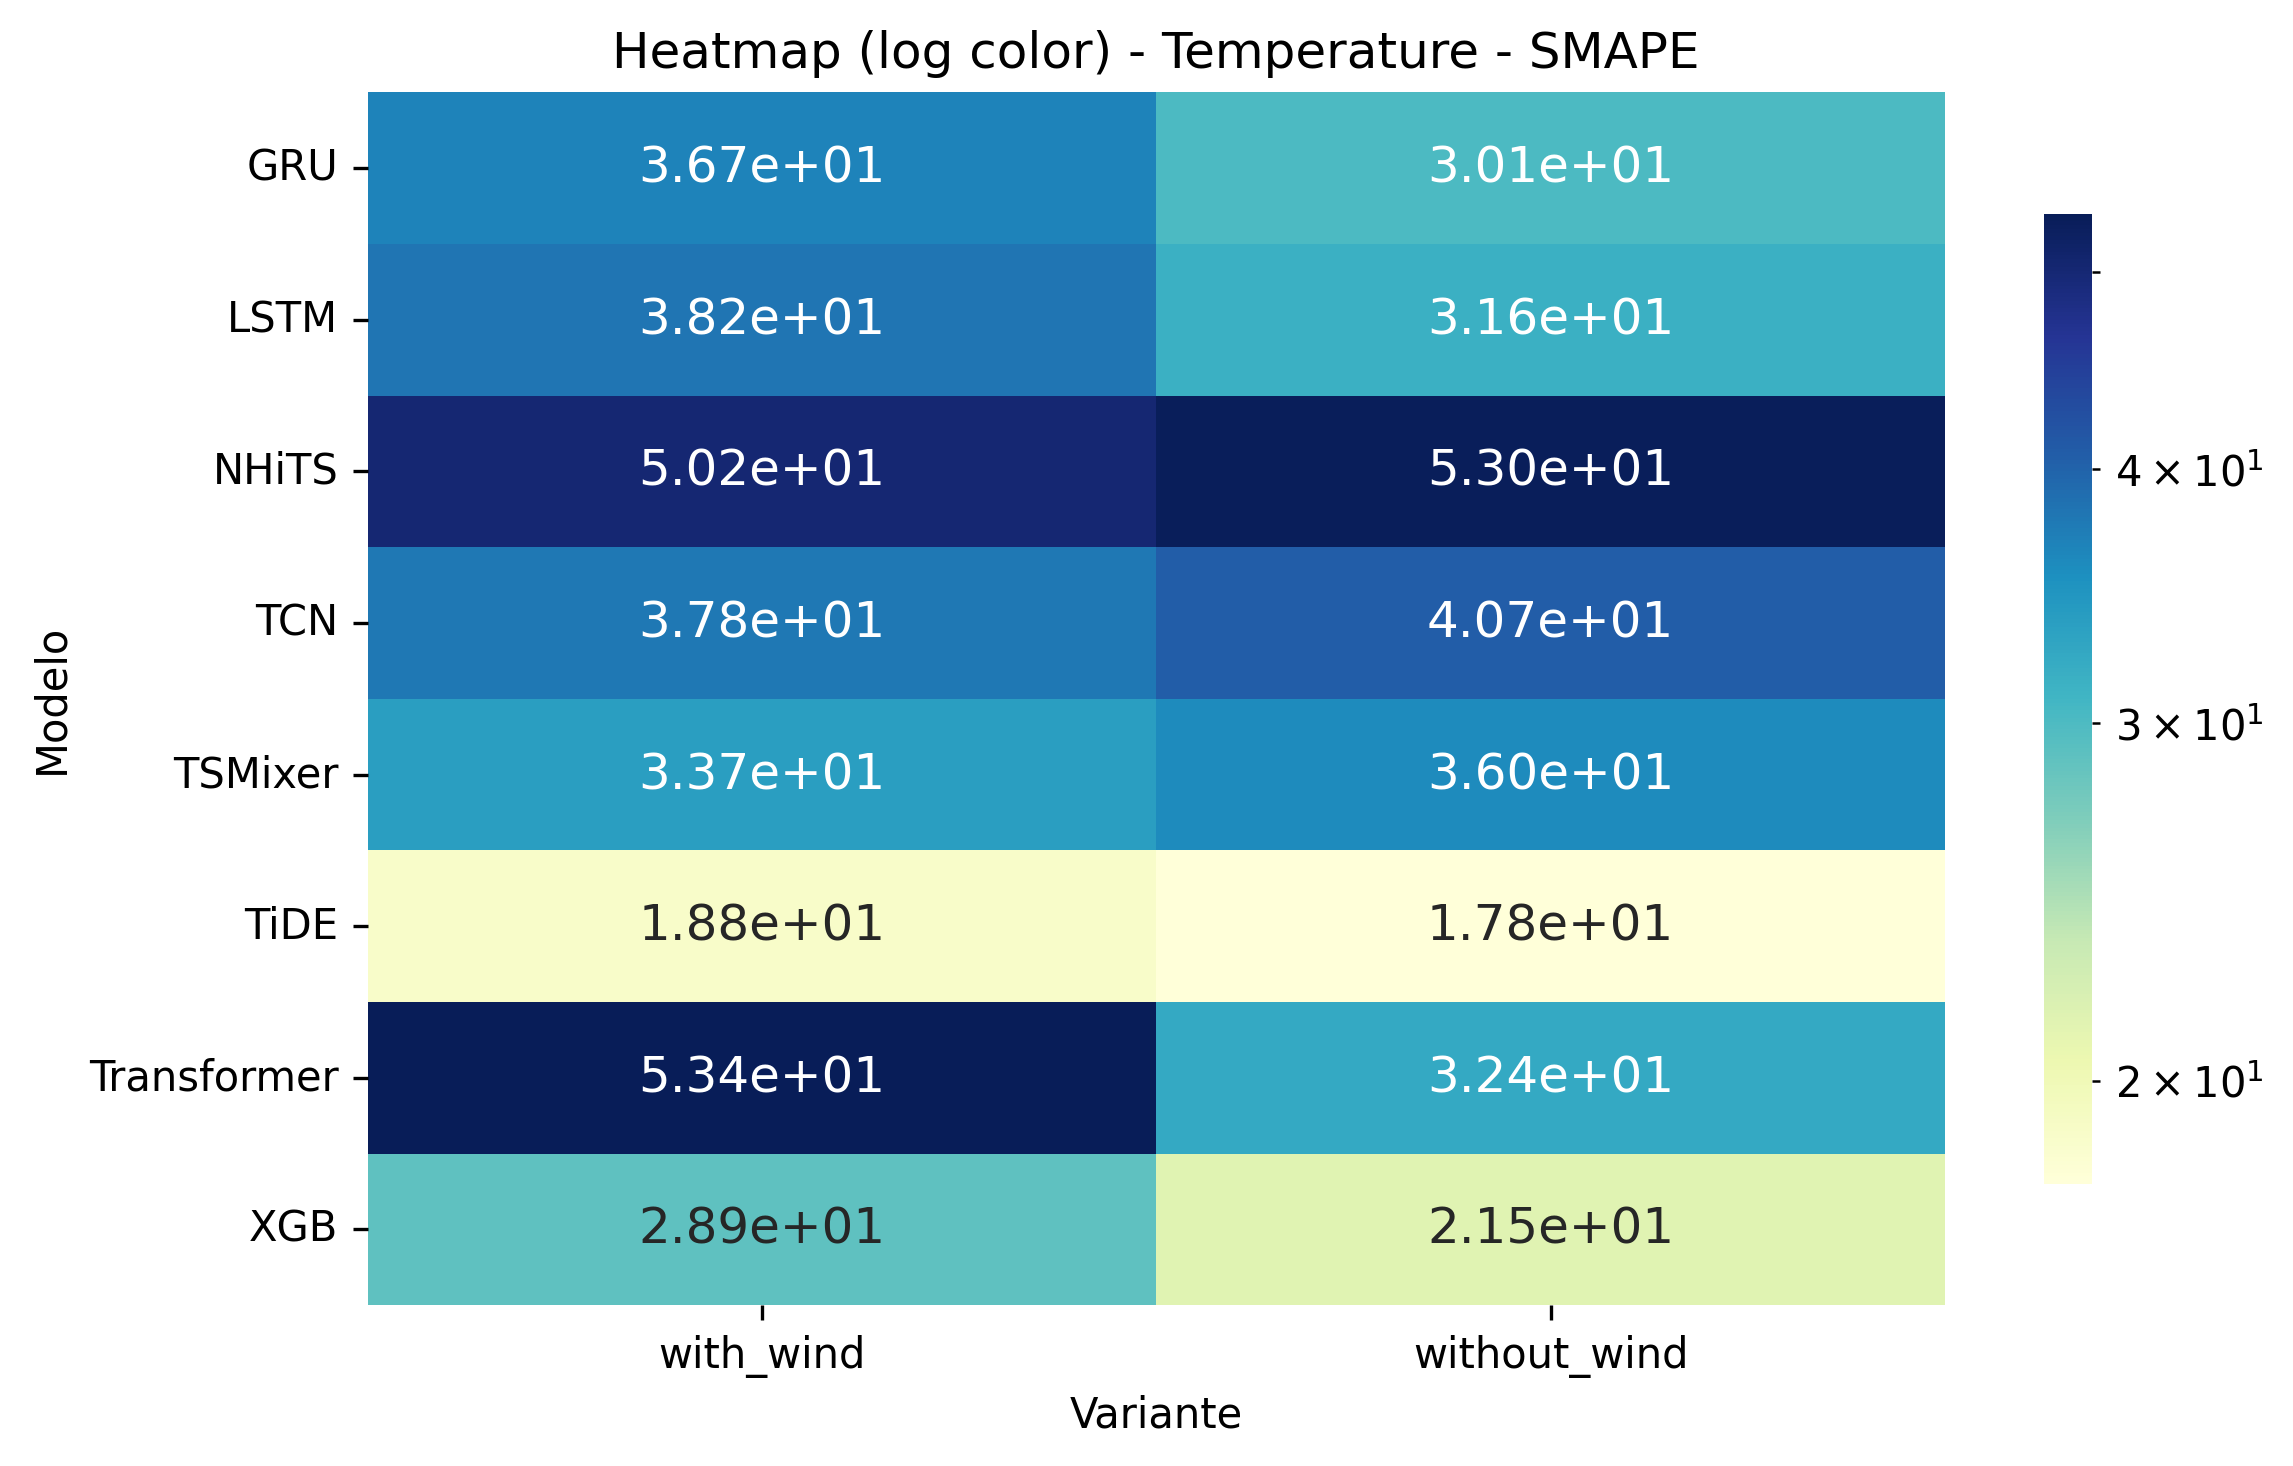 Heatmap (log color) - Temperature - SMAPE
Modelo
GRU 3.67e+01 3.01e+01
LSTM 3.82e+01 3.16e+01
NHiTS 5.02e+01 5.30e+01
TCN 3.78e+01 4.07e+01
TSMixer 3.37e+01 3.60e+01
TiDE 1.88e+01 1.78e+01
Transformer 5.34e+01 3.24e+01
XGB 2.89e+01 2.15e+01
with_wind without_wind
Variante
4 × 10¹
3 × 10¹
2 × 10¹